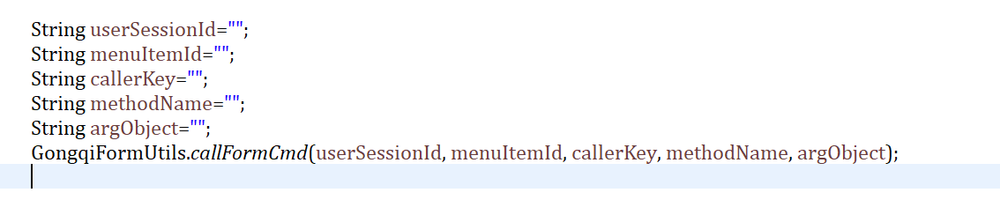 String userSessionId="";
String menuItemId="";
String callerKey="";
String methodName="";
String argObject="";
GongqiFormUtils.callFormCmd(userSessionId, menuItemId, callerKey, methodName, argObject);